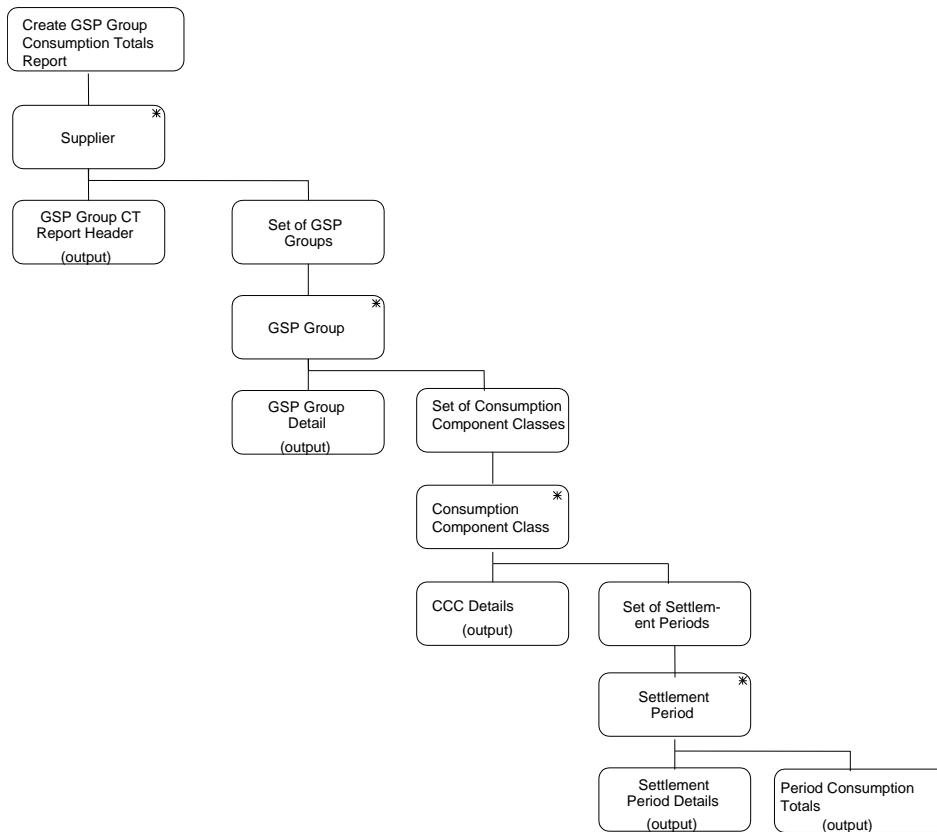 Create GSP Group
Consumption Totals
Report
*
Supplier
GSP Group CT
Report Header
(output)
Set of GSP
Groups
*
GSP Group
GSP Group
Detail
(output)
Set of Consumption
Component Classes
*
Consumption
Component Class
CCC Details
(output)
Set of Settlem-
ent Periods
*
Settlement
Period
Settlement
Period Details
(output)
Period Consumption
Totals
(output)